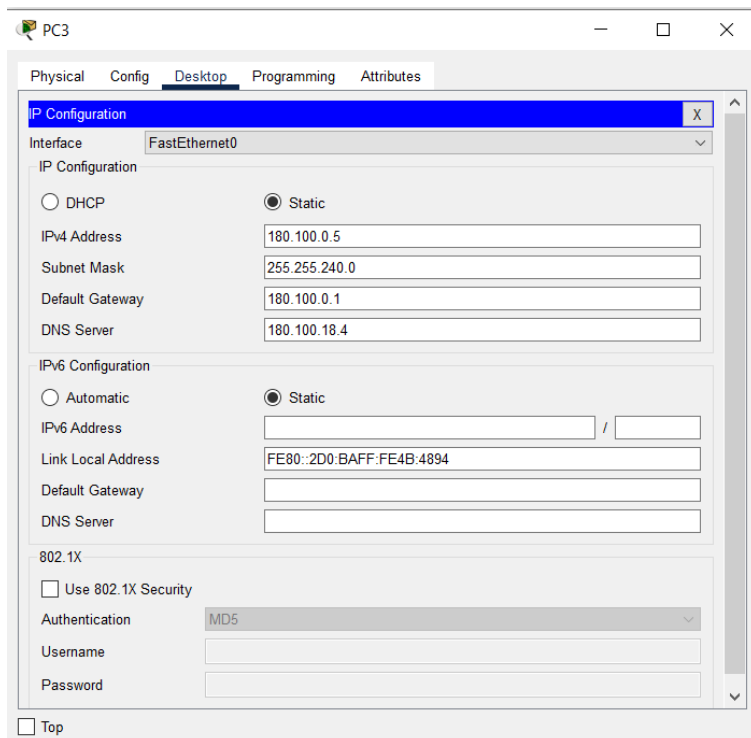 PC3
Physical Config Desktop Programming Attributes
IP Configuration X
Interface FastEthernet0
IP Configuration
DHCP Static
IPv4 Address 180.100.0.5
Subnet Mask 255.255.240.0
Default Gateway 180.100.0.1
DNS Server 180.100.18.4
IPv6 Configuration
Automatic Static
IPv6 Address /
Link Local Address FE80::2D0:BAFF:FE4B:4894
Default Gateway
DNS Server
802.1X
Use 802.1X Security
Authentication MD5
Username
Password
Top